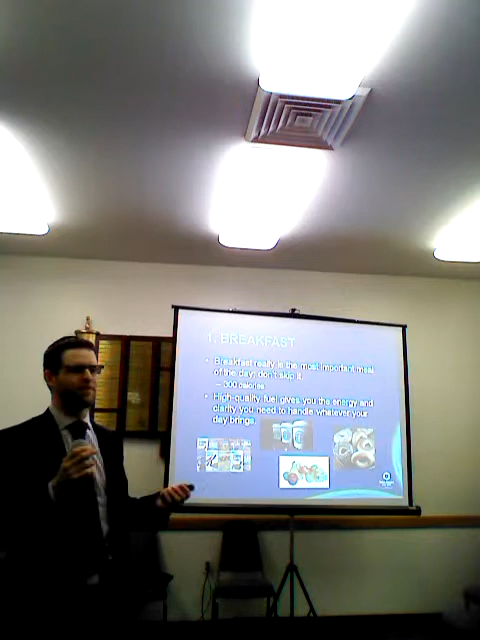 1. BREAKFAST
• Breakfast really is the most important meal
of the day; don't skip it.
– 300 calories
• High-quality fuel gives you the energy and
clarity you need to handle whatever your
day brings